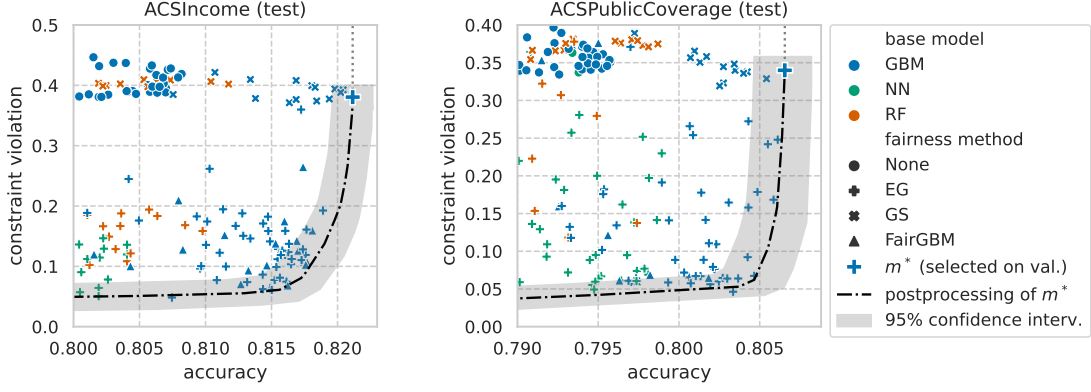 ACSIncome (test)
0.5
0.4
0.3
0.2
0.1
0.0
constraint violation
0.800 0.805 0.810 0.815 0.820
accuracy
ACSPublicCoverage (test)
0.40
0.35
0.30
0.25
0.20
0.15
0.10
0.05
0.00
constraint violation
0.790 0.795 0.800 0.805
accuracy
base model
GBM
NN
RF
fairness method
None
EG
GS
FairGBM
m* (selected on val.)
postprocessing of m*
95% confidence interv.